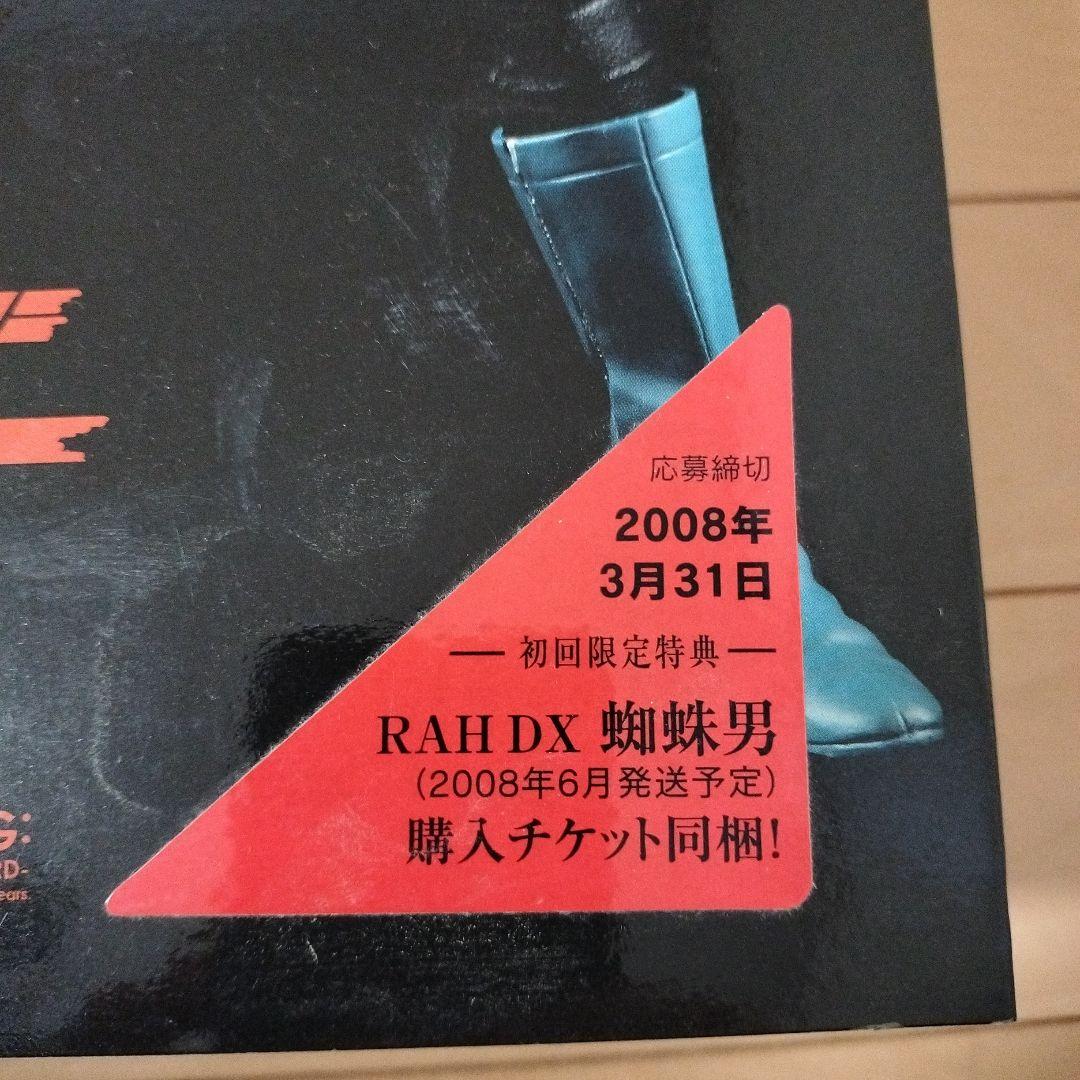 応募締切
2008年
3月31日
初回限定特典
RAH DX 蜘蛛男
(2008年6月発送予定)
購入チケット同梱!
G:
RD-
ears.